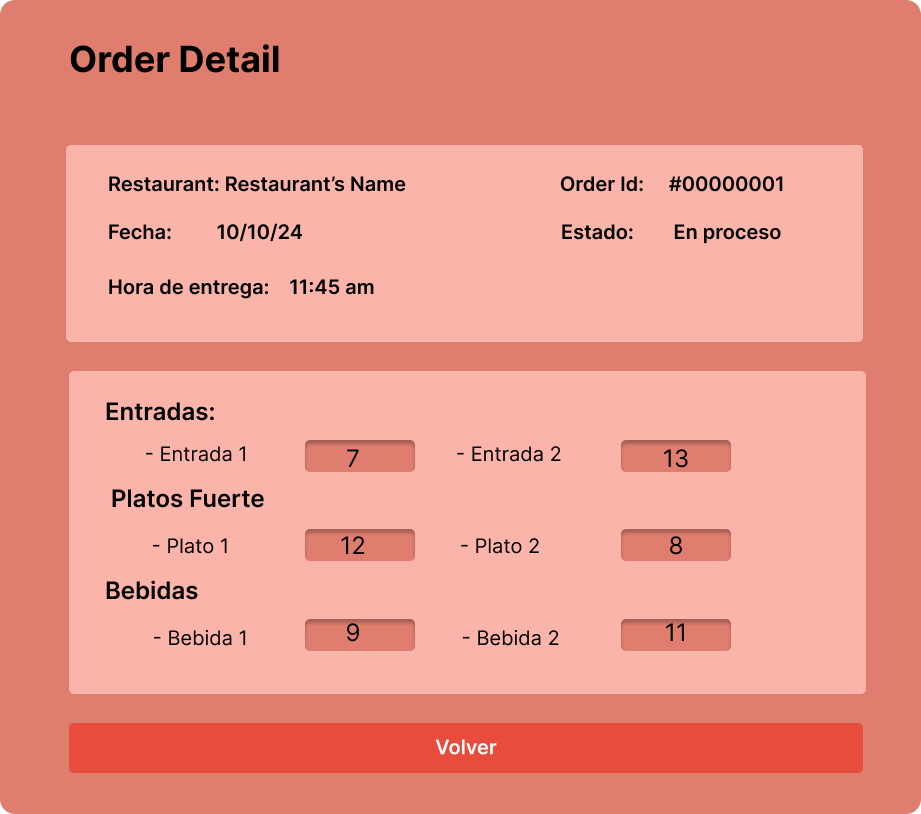 Order Detail
Restaurant: Restaurant’s Name Order Id: #00000001
Fecha: 10/10/24 Estado: En proceso
Hora de entrega: 11:45 am
Entradas:
- Entrada 1 7 - Entrada 2 13
Platos Fuerte
- Plato 1 12 - Plato 2 8
Bebidas
- Bebida 1 9 - Bebida 2 11
Volver